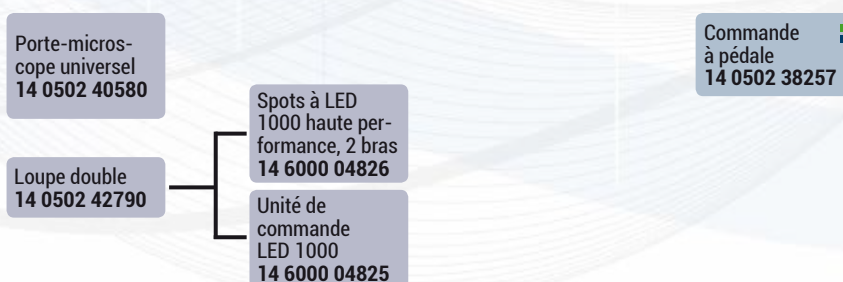 Porte-micros-
cope universel
14 0502 40580
Loupe double
14 0502 42790
Spots à LED
1000 haute per-
formance, 2 bras
14 6000 04826
Unité de
commande
LED 1000
14 6000 04825
Commande
à pédale
14 0502 38257